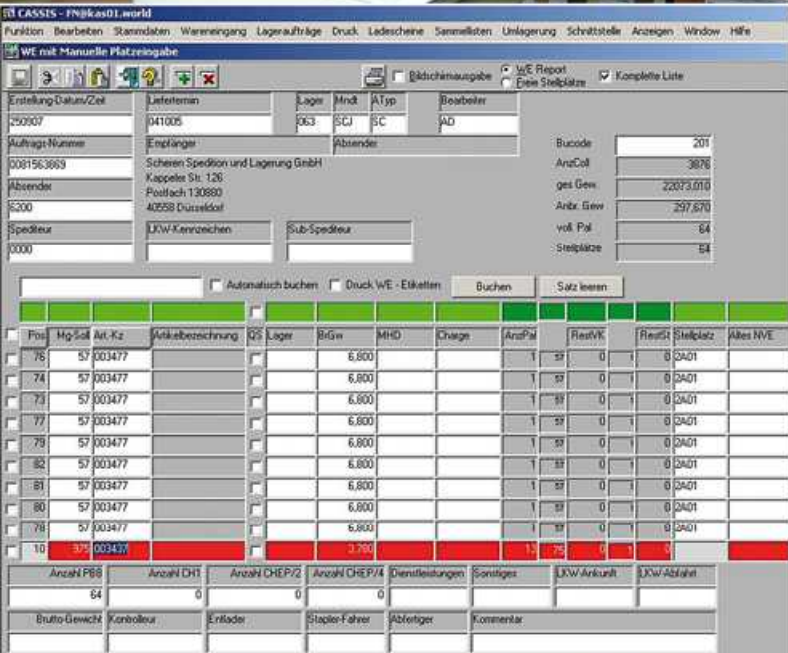 CASSIS - FN@kas01.world
Funktion Bearbeiten Stammdaten Wareneingang Lageraufträge Druck Ladescheine Sammellisten Umlagerung Schnittstelle Anzeigen Window Hilfe
WE mit Manuelle Platzeingabe
Bildschirmausgabe WE Report Komplette Liste
Freie Stellplätze
Erstellung-Datum/Zeit Liefertermin Lager Mndt ATyp Bearbeiter
250907 041005 063 SCJ SC AD
Auftrags-Nummer Empfänger Absender Bucode 201
0081563869 Scheren Spedition und Lagerung GmbH AnzColl 3876
Absender Kappeler Str. 126 ges Gew. 22073,010
6200 Postfach 130880 Anbr. Gew 297,670
40558 Düsseldorf
Spediteur LKW-Kennzeichen Sub-Spediteur voll. Pal 64
0000 Stellplätze 64
Automatisch buchen Druck WE - Etiketten Buchen Satz leeren
Pos Mg-Soll Art.-Kz Artikelbezeichnung QS Lager BrGw MHD Charge AnzPal RestVK RestSt Stellplatz Altes NVE
76 57 003477 6,800 1 57 0 1 0 2A01
74 57 003477 6,800 1 57 0 1 0 2A01
73 57 003477 6,800 1 57 0 1 0 2A01
77 57 003477 6,800 1 57 0 1 0 2A01
79 57 003477 6,800 1 57 0 1 0 2A01
82 57 003477 6,800 1 57 0 1 0 2A01
81 57 003477 6,800 1 57 0 1 0 2A01
80 57 003477 6,800 1 57 0 1 0 2A01
78 57 003477 6,800 1 57 0 1 0 2A01
10 975 003437 3,780 13 75 0 1 0
Anzahl PBB Anzahl CH1 Anzahl CHEP/2 Anzahl CHEP/4 Dienstleistungen Sonstiges LKW-Ankunft LKW-Abfahrt
64 0 0 0
Brutto-Gewicht Kontrolleur Entlader Stapler-Fahrer Abfertiger Kommentar